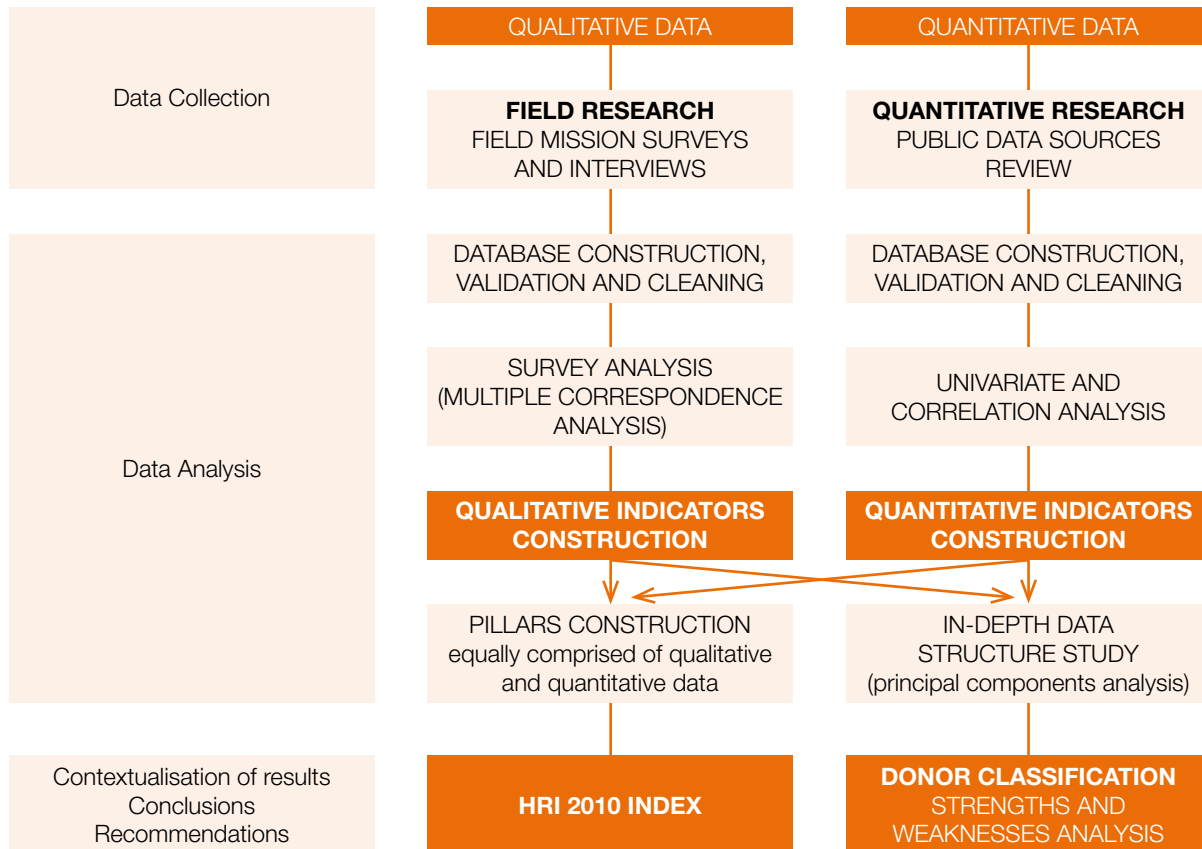 QUALITATIVE DATA
QUANTITATIVE DATA
Data Collection
FIELD RESEARCH
FIELD MISSION SURVEYS
AND INTERVIEWS
QUANTITATIVE RESEARCH
PUBLIC DATA SOURCES
REVIEW
Data Analysis
DATABASE CONSTRUCTION,
VALIDATION AND CLEANING
DATABASE CONSTRUCTION,
VALIDATION AND CLEANING
SURVEY ANALYSIS
(MULTIPLE CORRESPONDENCE
ANALYSIS)
UNIVARIATE AND
CORRELATION ANALYSIS
QUALITATIVE INDICATORS
CONSTRUCTION
QUANTITATIVE INDICATORS
CONSTRUCTION
PILLARS CONSTRUCTION
equally comprised of qualitative
and quantitative data
IN-DEPTH DATA
STRUCTURE STUDY
(principal components analysis)
Contextualisation of results
Conclusions
Recommendations
HRI 2010 INDEX
DONOR CLASSIFICATION
STRENGTHS AND
WEAKNESSES ANALYSIS